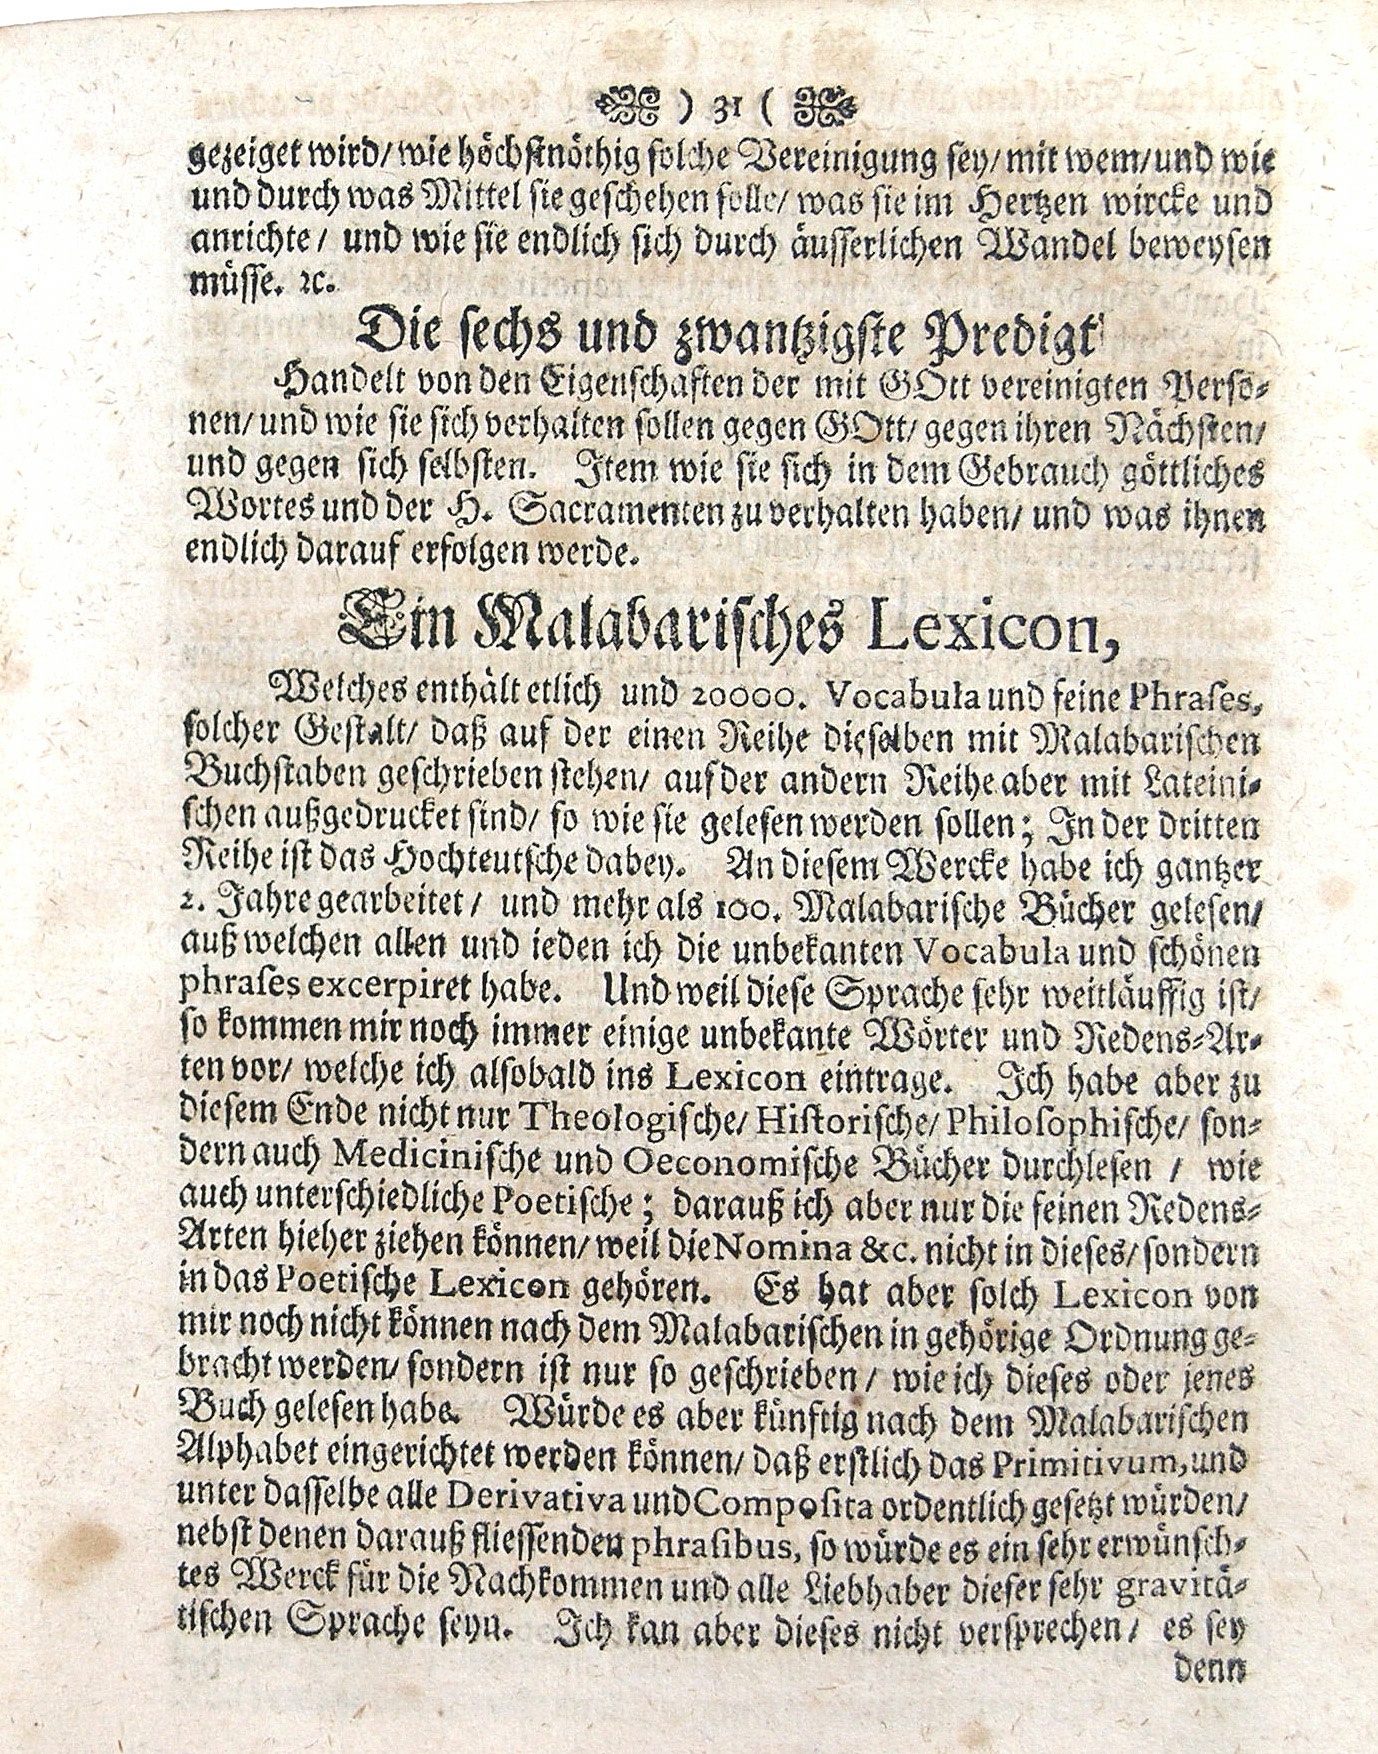 ) 31 (
gezeiget wird/ wie höchstnöthig solche Vereinigung sey/ mit wem/ und wie
und durch was Mittel sie geschehen solle/ was sie im Hertzen wircke und
anrichte/ und wie sie endlich sich durch äusserlichen Wandel beweysen
müsse. ꝛc.
Die sechs und zwantzigste Predigt
Handelt von den Eigenschaften der mit GOtt vereinigten Perso-
nen/ und wie sie sich verhalten sollen gegen GOtt/ gegen ihren Nächsten/
und gegen sich selbsten. Item wie sie sich in dem Gebrauch göttliches
Wortes und der H. Sacramenten zu verhalten haben/ und was ihnen
endlich darauf erfolgen werde.
Ein Malabarisches Lexicon,
Welches enthält etlich und 20000. Vocabula und feine Phrases,
solcher Gestalt/ daß auf der einen Reihe dieselben mit Malabarischen
Buchstaben geschrieben stehen/ auf der andern Reihe aber mit Lateini-
schen außgedrucket sind/ so wie sie gelesen werden sollen; In der dritten
Reihe ist das Hochteutsche dabey. An diesem Wercke habe ich gantzer
2. Jahre gearbeitet/ und mehr als 100. Malabarische Bücher gelesen/
auß welchen allen und ieden ich die unbekanten Vocabula und schönen
phrases excerpiret habe. Und weil diese Sprache sehr weitläuffig ist/
so kommen mir noch immer einige unbekante Wörter und Redens-Ar-
ten vor/ welche ich alsobald ins Lexicon eintrage. Ich habe aber zu
diesem Ende nicht nur Theologische/ Historische/ Philosophische/ son-
dern auch Medicinische und Oeconomische Bücher durchlesen / wie
auch unterschiedliche Poetische; darauß ich aber nur die feinen Redens-
Arten hieher ziehen können/ weil die Nomina &c. nicht in dieses/ sondern
in das Poetische Lexicon gehören. Es hat aber solch Lexicon von
mir noch nicht können nach dem Malabarischen in gehörige Ordnung ge-
bracht werden/ sondern ist nur so geschrieben/ wie ich dieses oder jenes
Buch gelesen habe. Würde es aber künftig nach dem Malabarischen
Alphabet eingerichtet werden können/ daß erstlich das Primitivum, und
unter dasselbe alle Derivativa und Composita ordentlich gesetzt würden/
nebst denen darauß fliessenden phrasibus, so würde es ein sehr erwünsch-
tes Werck für die Nachkommen und alle Liebhaber dieser sehr gravitä-
tischen Sprache seyn. Ich kan aber dieses nicht versprechen/ es sey
denn